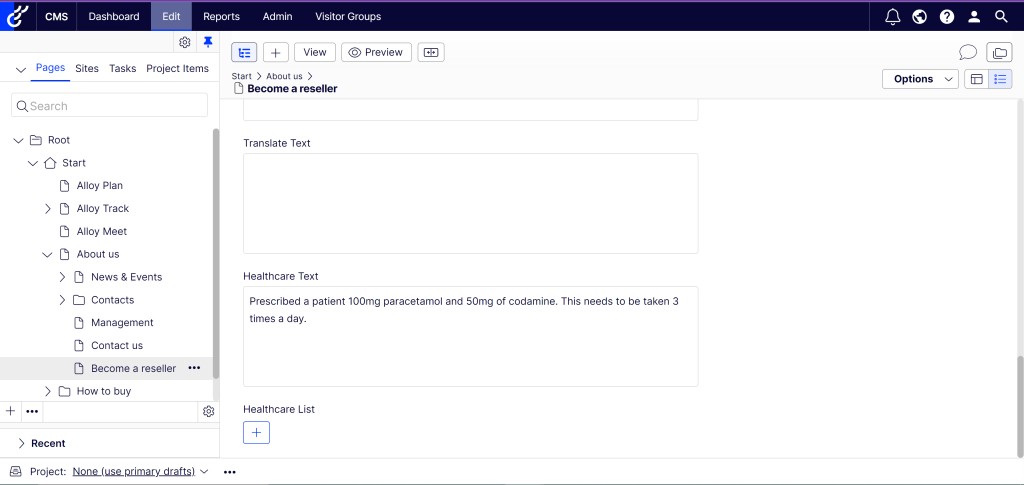 CMS
Dashboard
Edit
Reports
Admin
Visitor Groups
Pages
Sites
Tasks
Project Items
Search
Root
Start
Alloy Plan
Alloy Track
Alloy Meet
About us
News & Events
Contacts
Management
Contact us
Become a reseller
How to buy
Recent
View
Preview
Start
About us
Become a reseller
Options
Translate Text
Healthcare Text
Prescribed a patient 100mg paracetamol and 50mg of codamine. This needs to be taken 3
times a day.
Healthcare List
Project: None (use primary drafts)